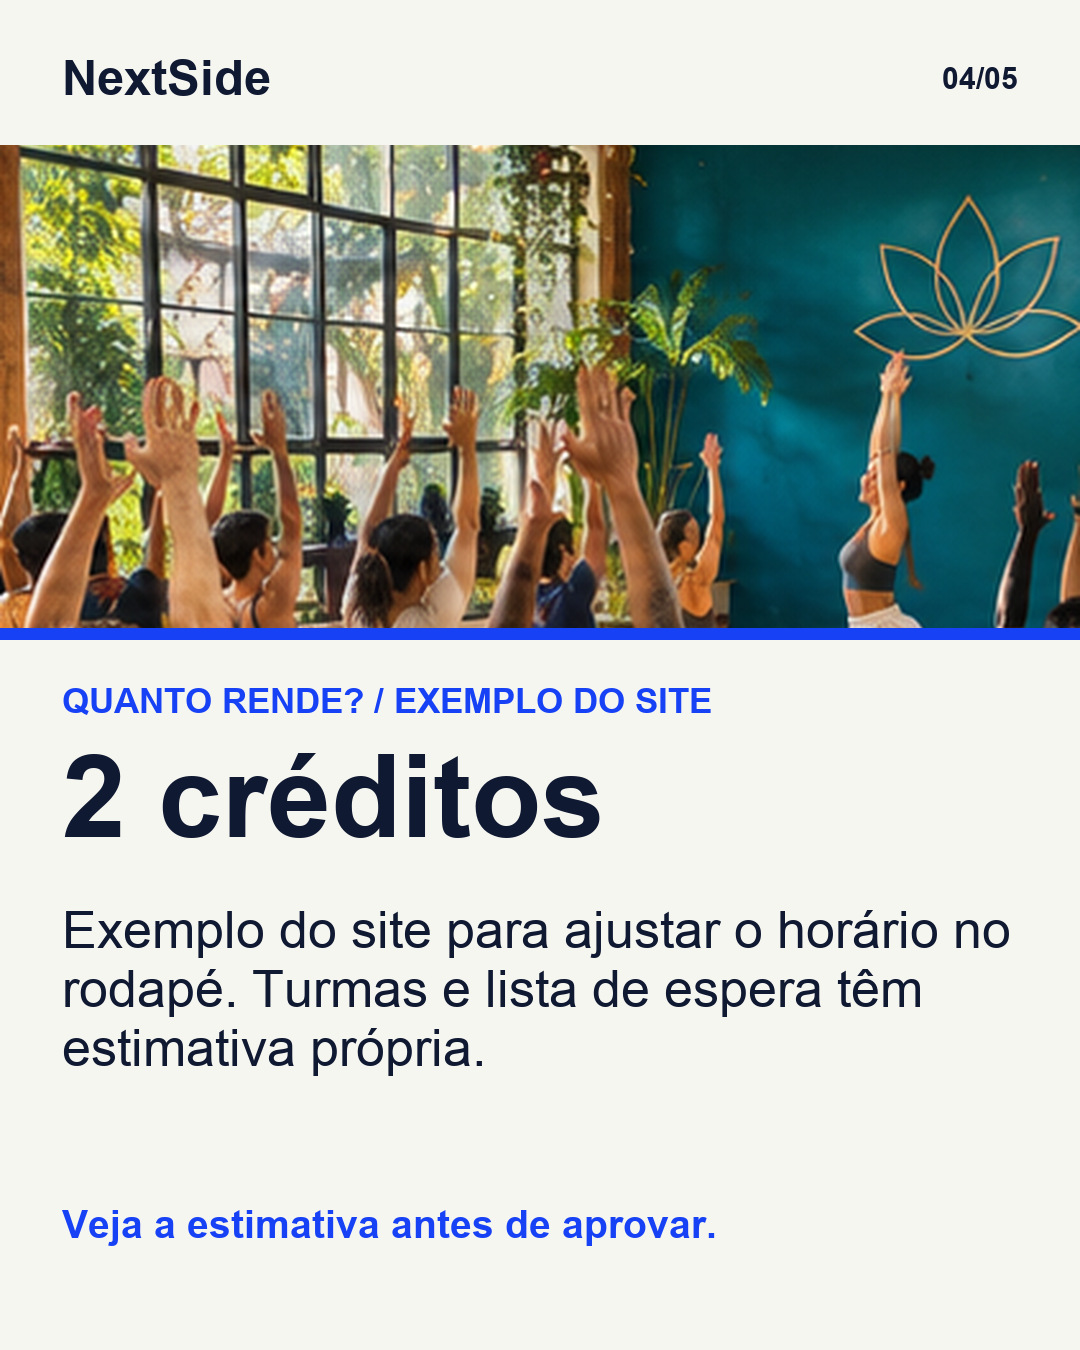 NextSide
04/05
QUANTO RENDE? / EXEMPLO DO SITE
2 créditos
Exemplo do site para ajustar o horário no
rodapé. Turmas e lista de espera têm
estimativa própria.
Veja a estimativa antes de aprovar.